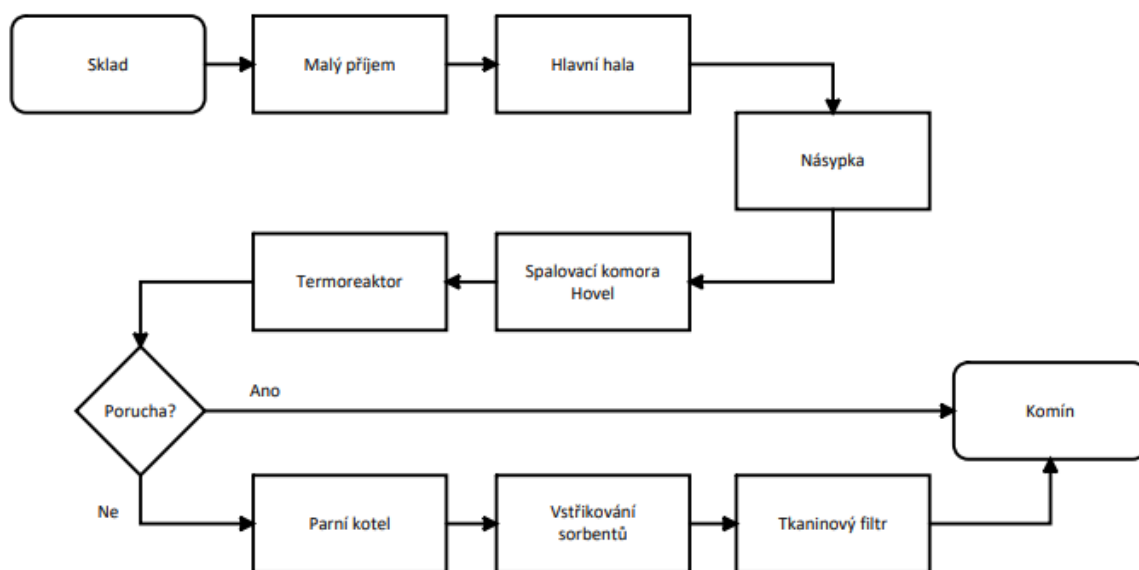 Sklad
Malý příjem
Hlavní hala
Násypka
Termoreaktor
Spalovací komora
Hovel
Porucha?
Ano
Komín
Ne
Parní kotel
Vstřikování
sorbentů
Tkaninový filtr